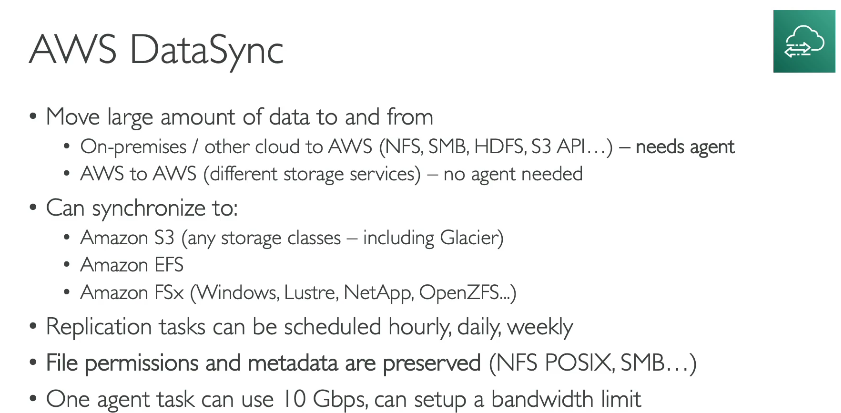 AWS DataSync
• Move large amount of data to and from
• On-premises / other cloud to AWS (NFS, SMB, HDFS, S3 API…) – needs agent
• AWS to AWS (different storage services) – no agent needed
• Can synchronize to:
• Amazon S3 (any storage classes – including Glacier)
• Amazon EFS
• Amazon FSx (Windows, Lustre, NetApp, OpenZFS...)
• Replication tasks can be scheduled hourly, daily, weekly
• File permissions and metadata are preserved (NFS POSIX, SMB…)
• One agent task can use 10 Gbps, can setup a bandwidth limit